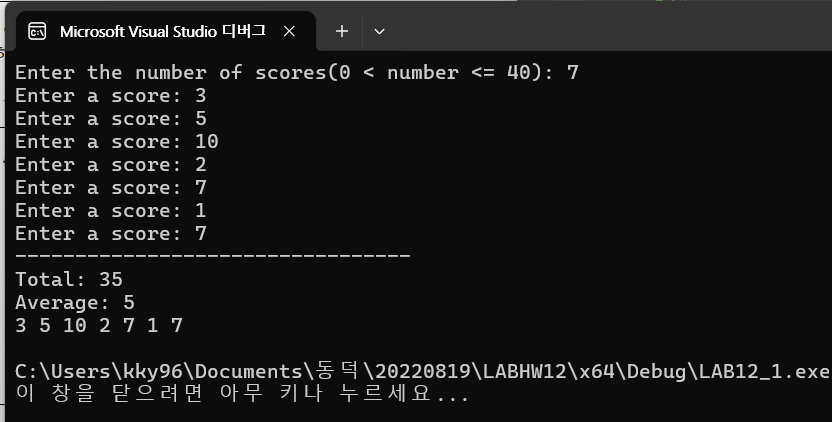 Microsoft Visual Studio 디버그
Enter the number of scores(0 < number <= 40): 7
Enter a score: 3
Enter a score: 5
Enter a score: 10
Enter a score: 2
Enter a score: 7
Enter a score: 1
Enter a score: 7
---------------------------------
Total: 35
Average: 5
3 5 10 2 7 1 7
C:\Users\kky96\Documents\동덕\20220819\LABHW12\x64\Debug\LAB12_1.exe
이 창을 닫으려면 아무 키나 누르세요...